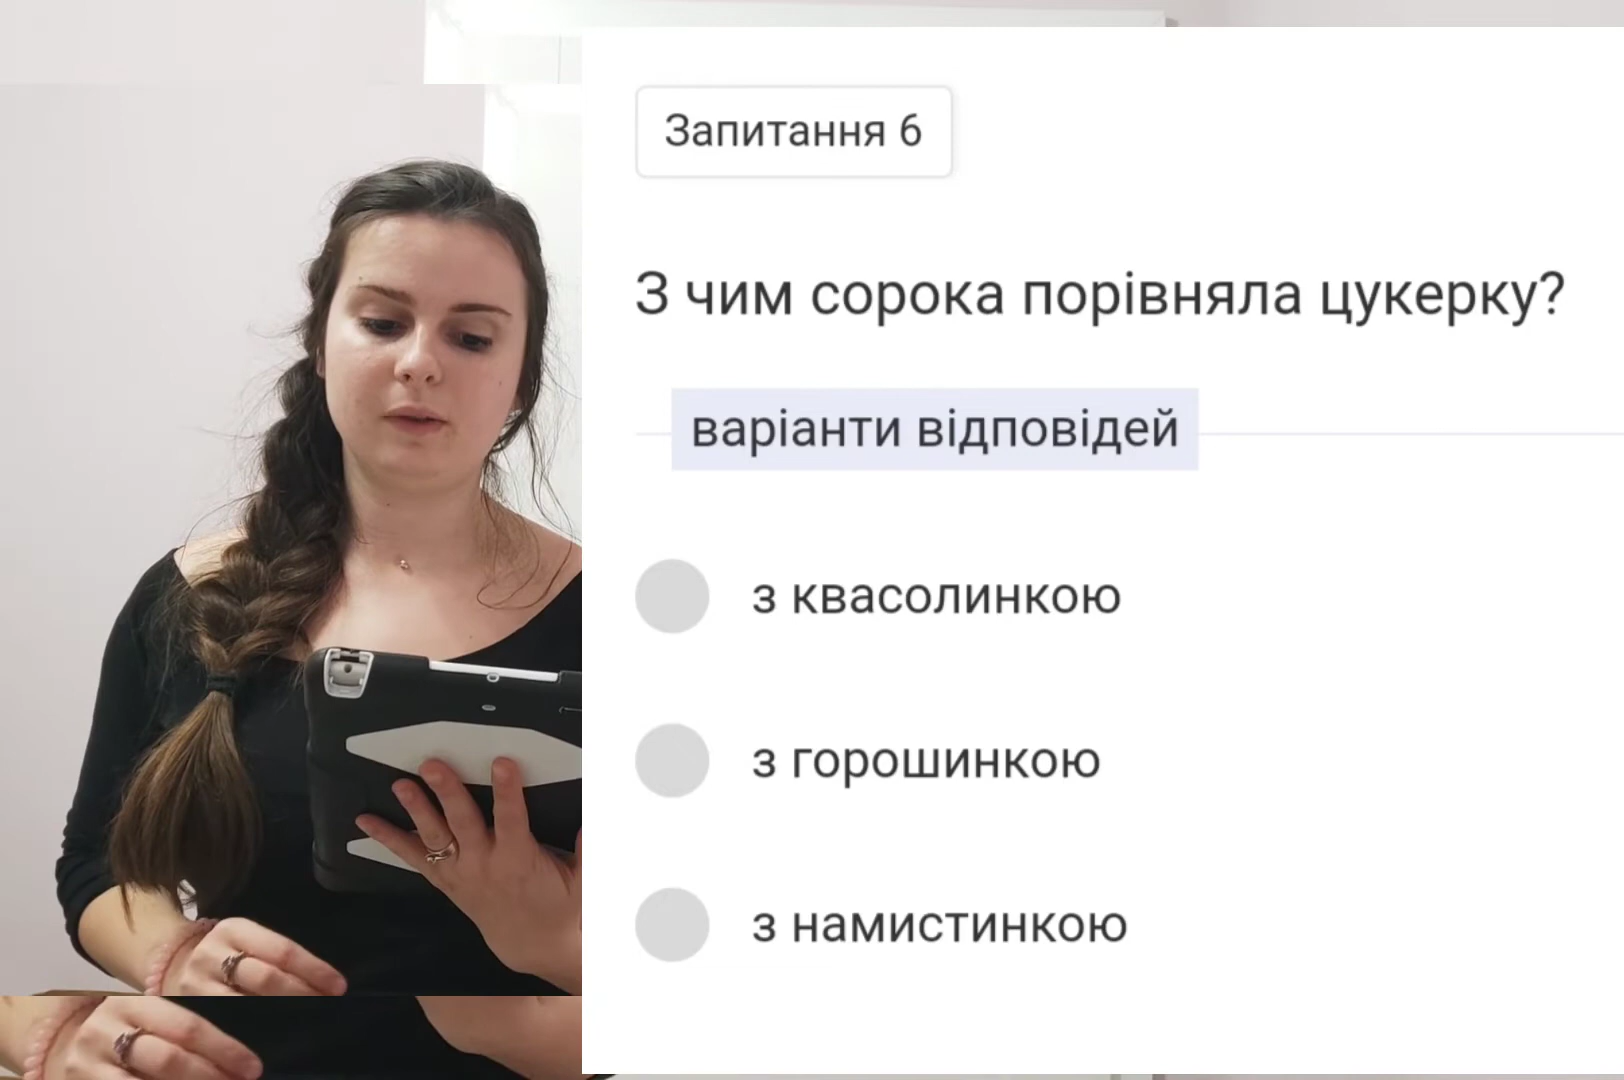 Запитання 6
З чим сорока порівняла цукерку?
варіанти відповідей
з квасолинкою
з горошинкою
з намистинкою